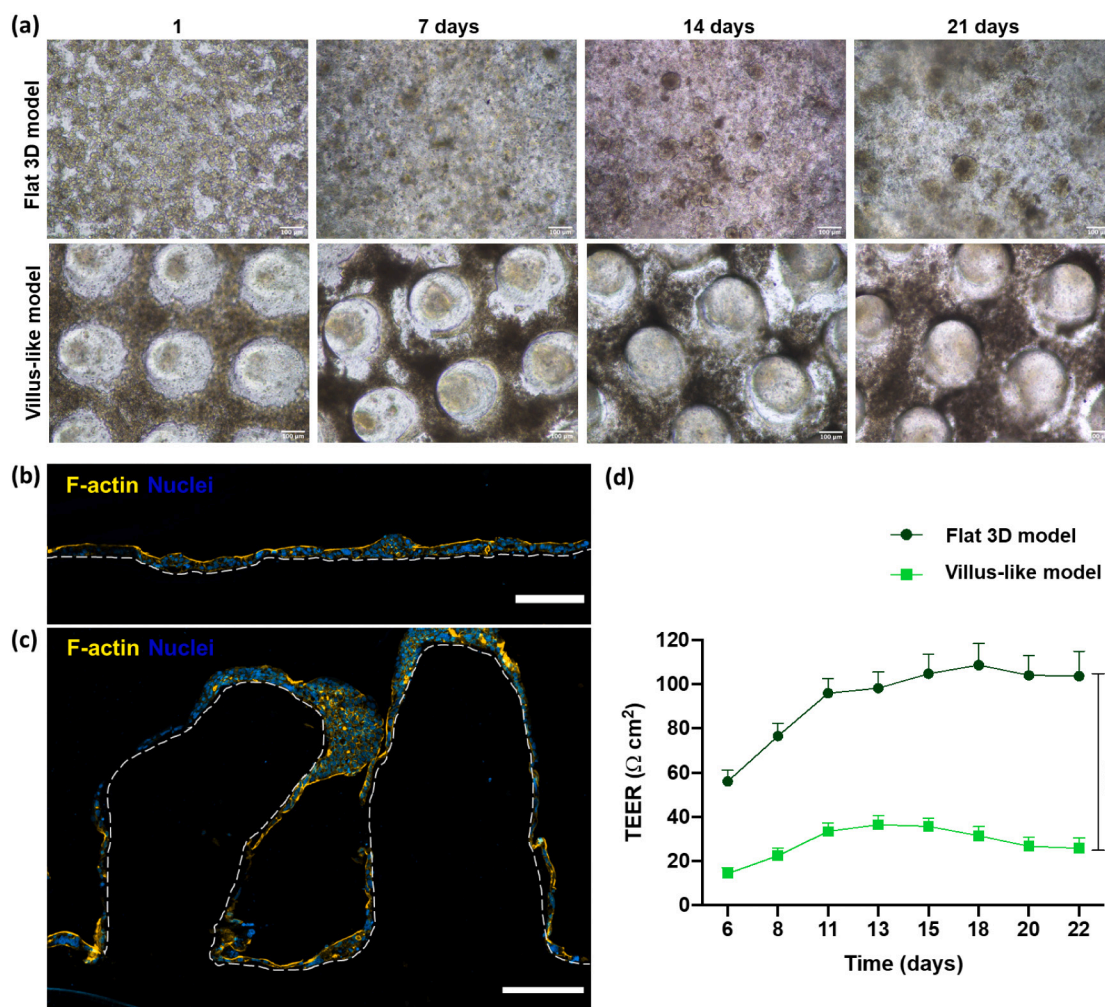 (a)
1
7 days
14 days
21 days
Flat 3D model
100 µm
100 µm
100 µm
100 µm
Villus-like model
100 µm
100 µm
100 µm
100 µm
(b)
F-actin Nuclei
(c)
F-actin Nuclei
(d)
Flat 3D model
Villus-like model
TEER (Ω cm²)
120
100
80
60
40
20
0
6 8 11 13 15 18 20 22
Time (days)